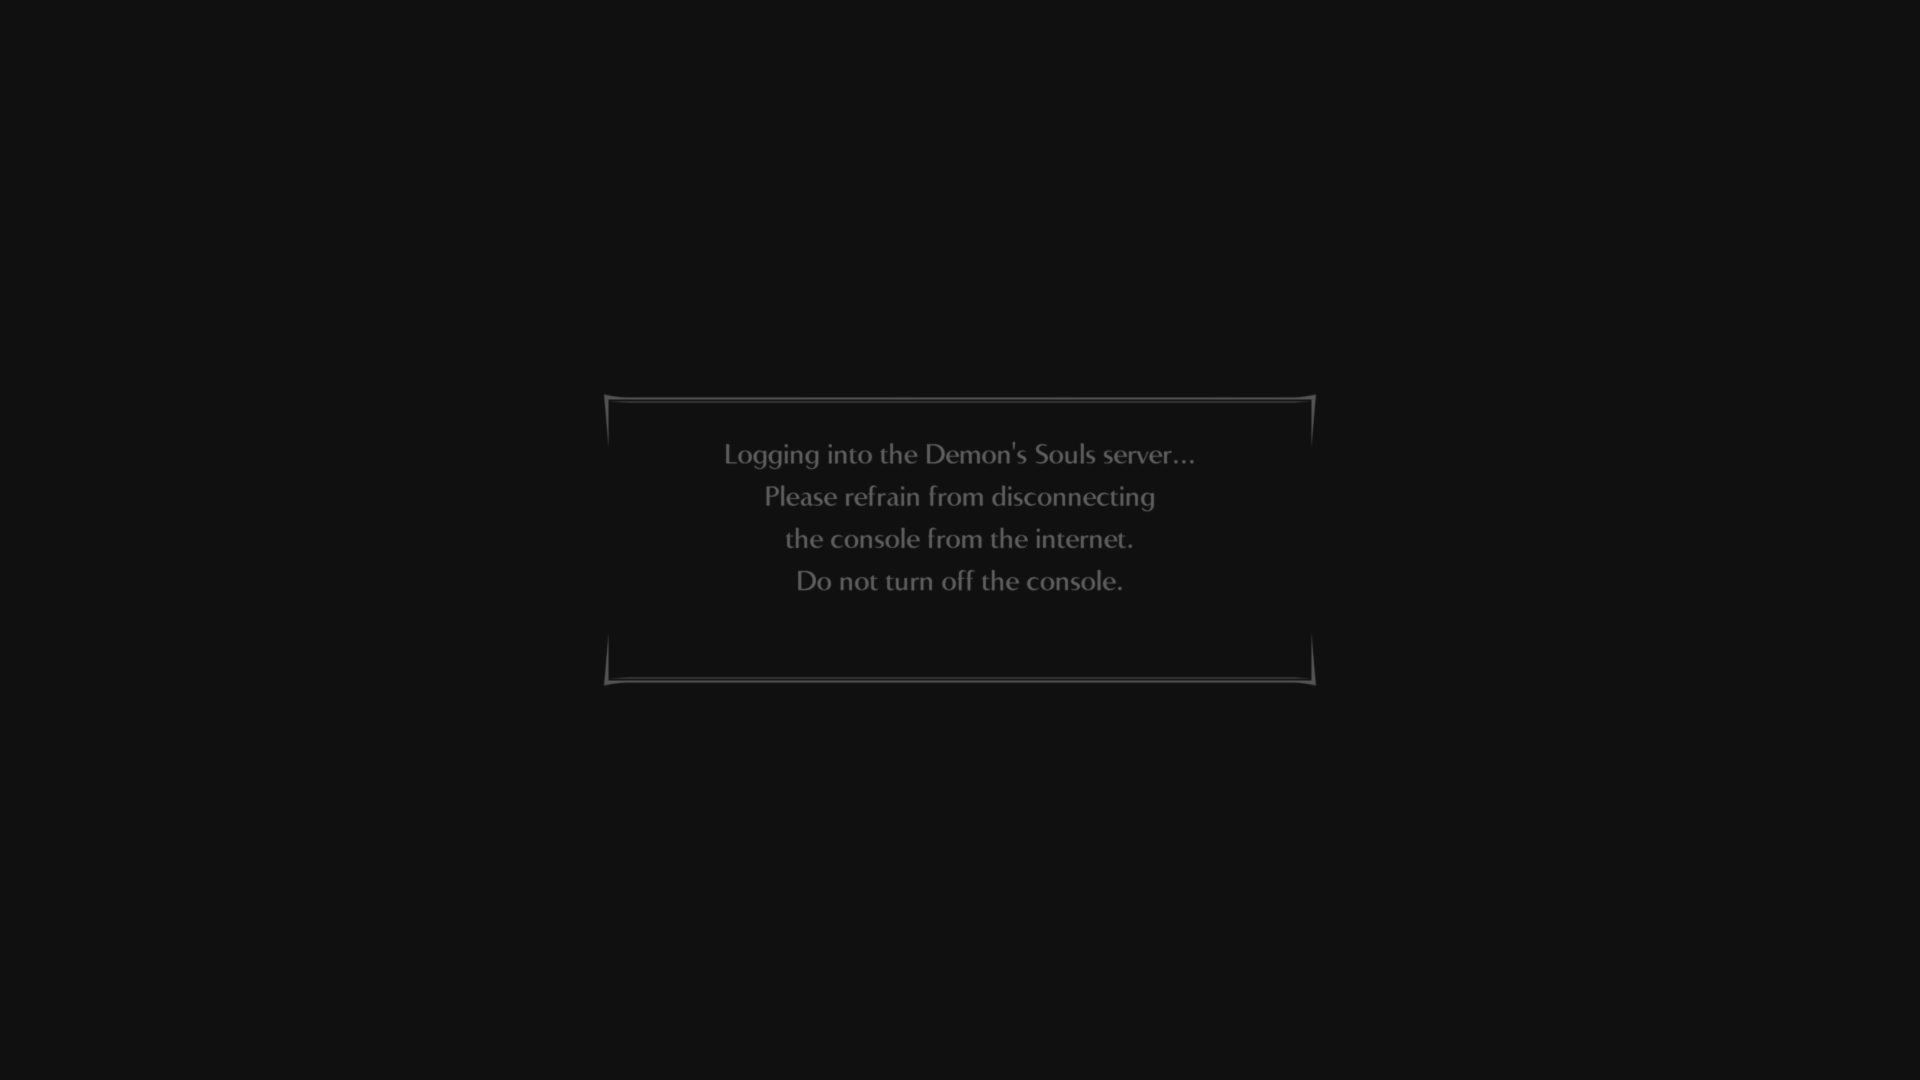 Logging into the Demon's Souls server...
Please refrain from disconnecting
the console from the internet.
Do not turn off the console.